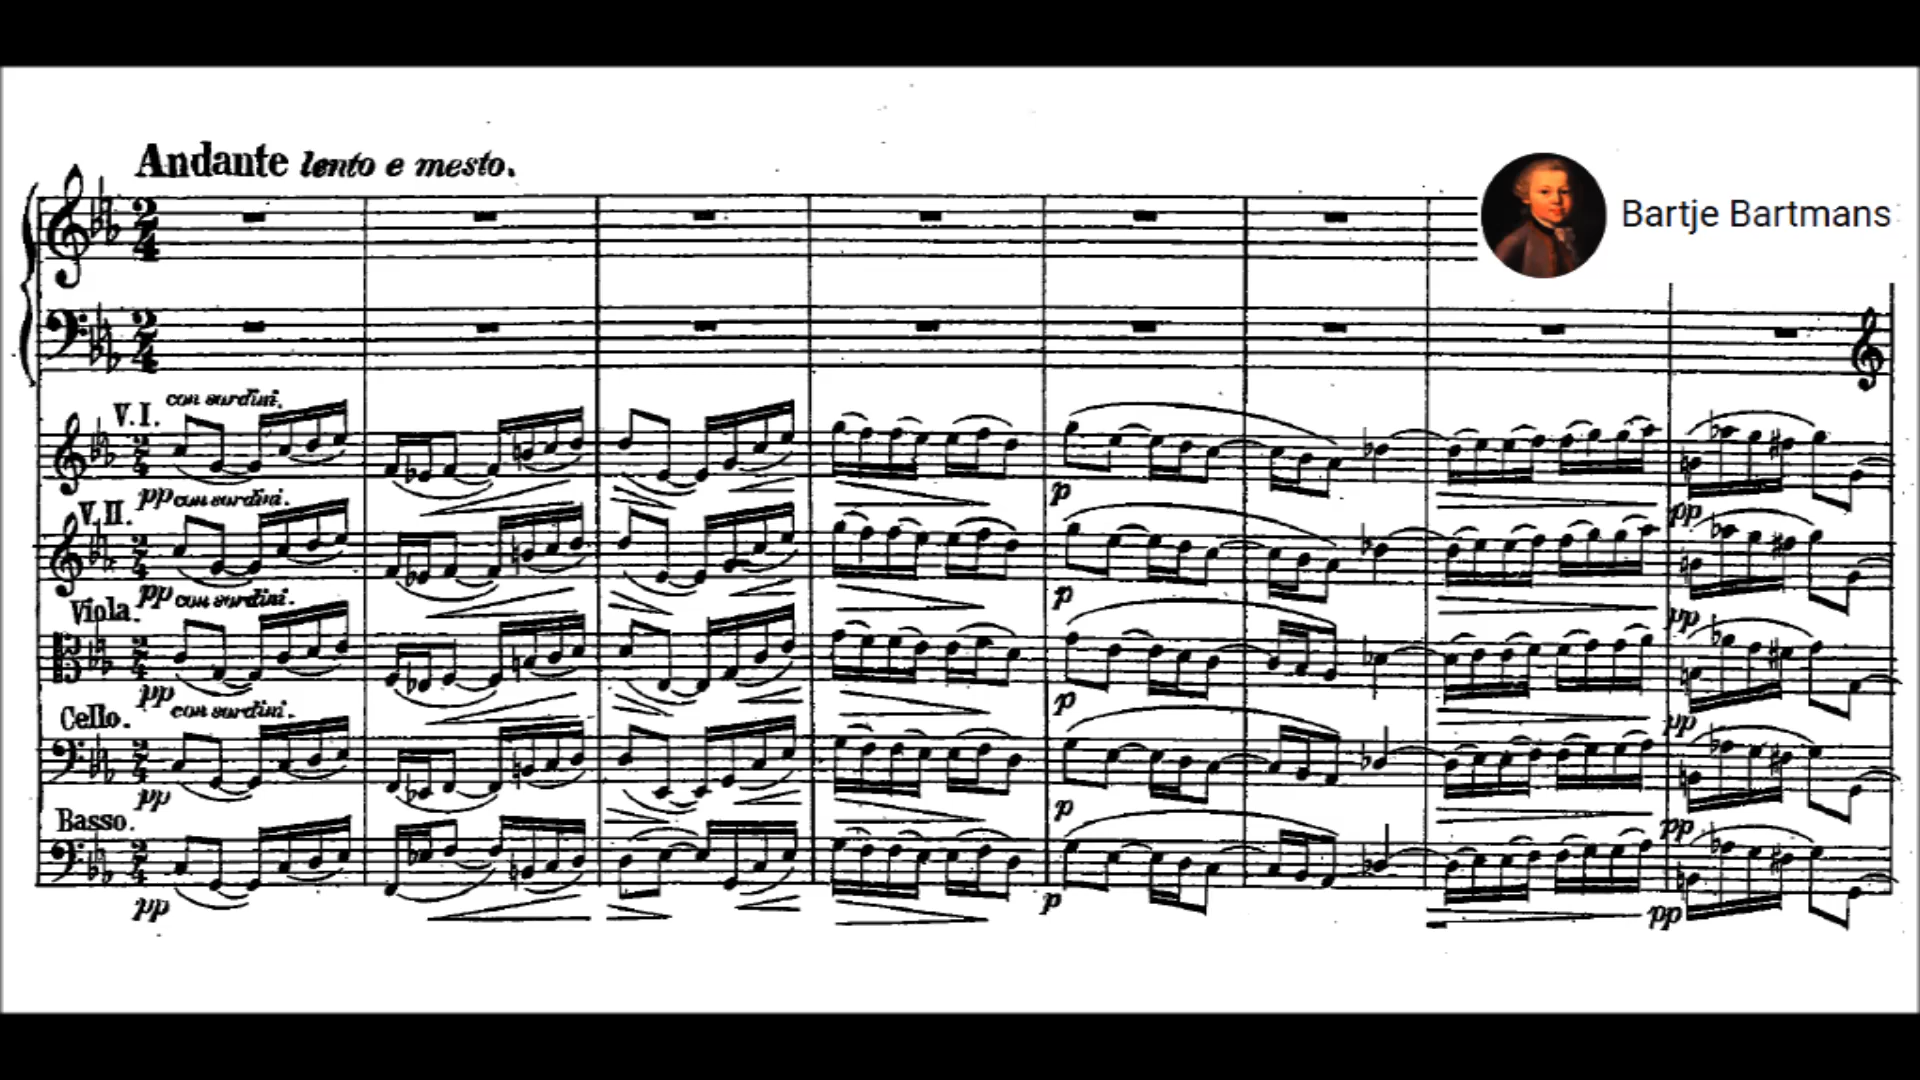 Andante lento e mesto.
Bartje Bartmans
V.I. con sordini.
pp con sordini.
V.II.
pp con sordini.
Viola.
pp con sordini.
Cello.
pp
Basso.
pp
p pp
p pp
p pp
p pp
p pp